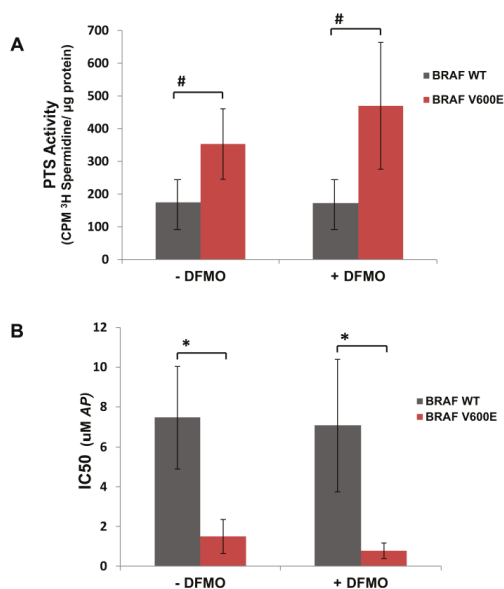 A
PTS Activity
(CPM ³H Spermidine/ µg protein)
700
600
500
400
300
200
100
0
#
#
- DFMO
+ DFMO
BRAF WT
BRAF V600E
B
IC50 (uM AP)
12
10
8
6
4
2
0
*
*
- DFMO
+ DFMO
BRAF WT
BRAF V600E